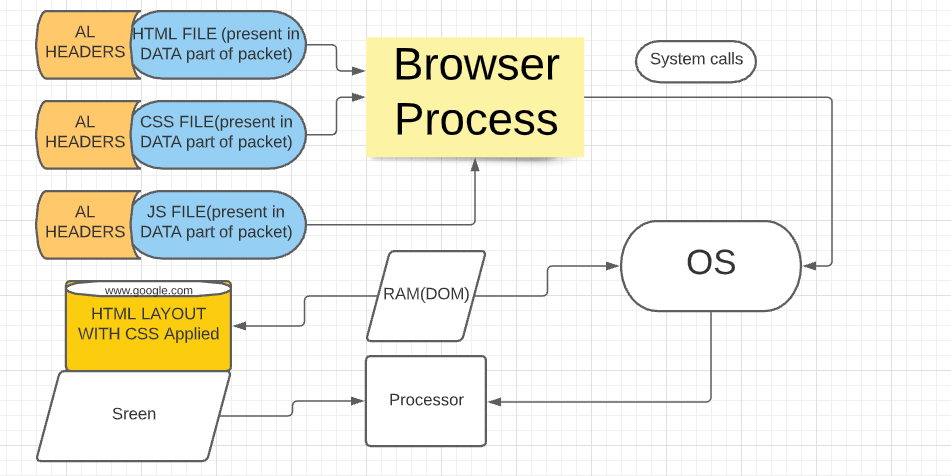 AL
HEADERS
HTML FILE (present in
DATA part of packet)
Browser
Process
System calls
AL
HEADERS
CSS FILE(present in
DATA part of packet)
AL
HEADERS
JS FILE(present in
DATA part of packet)
OS
www.google.com
HTML LAYOUT
WITH CSS Applied
RAM(DOM)
Sreen
Processor